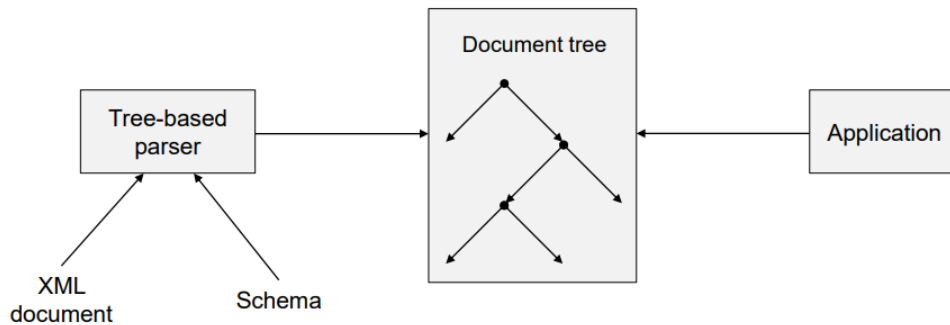 Document tree
Tree-based
parser
Application
XML
document
Schema